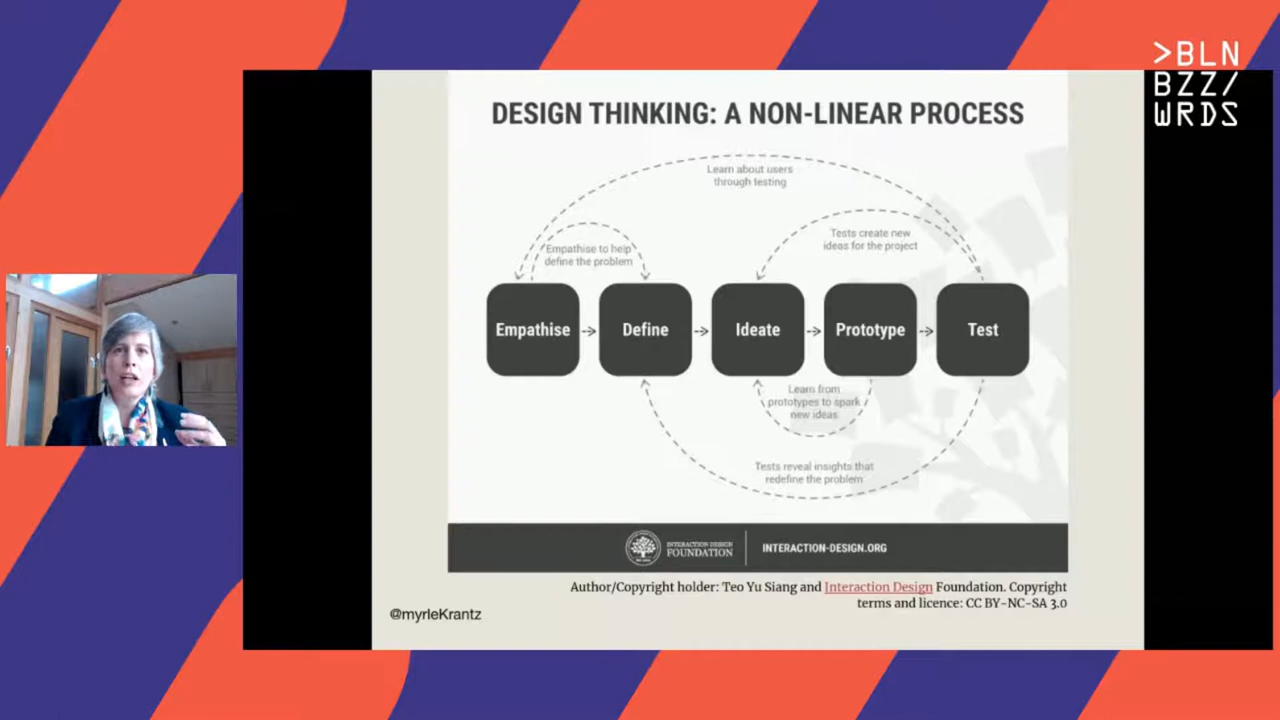 >BLN
BZZ/
WRDS
DESIGN THINKING: A NON-LINEAR PROCESS
Learn about users
through testing
Empathise to help
define the problem
Tests create new
ideas for the project
Empathise
Define
Ideate
Prototype
Test
Learn from
prototypes to spark
new ideas
Tests reveal insights that
redefine the problem
INTERACTION DESIGN
FOUNDATION
INTERACTION-DESIGN.ORG
Author/Copyright holder: Teo Yu Siang and Interaction Design Foundation. Copyright
terms and licence: CC BY-NC-SA 3.0
@myrleKrantz